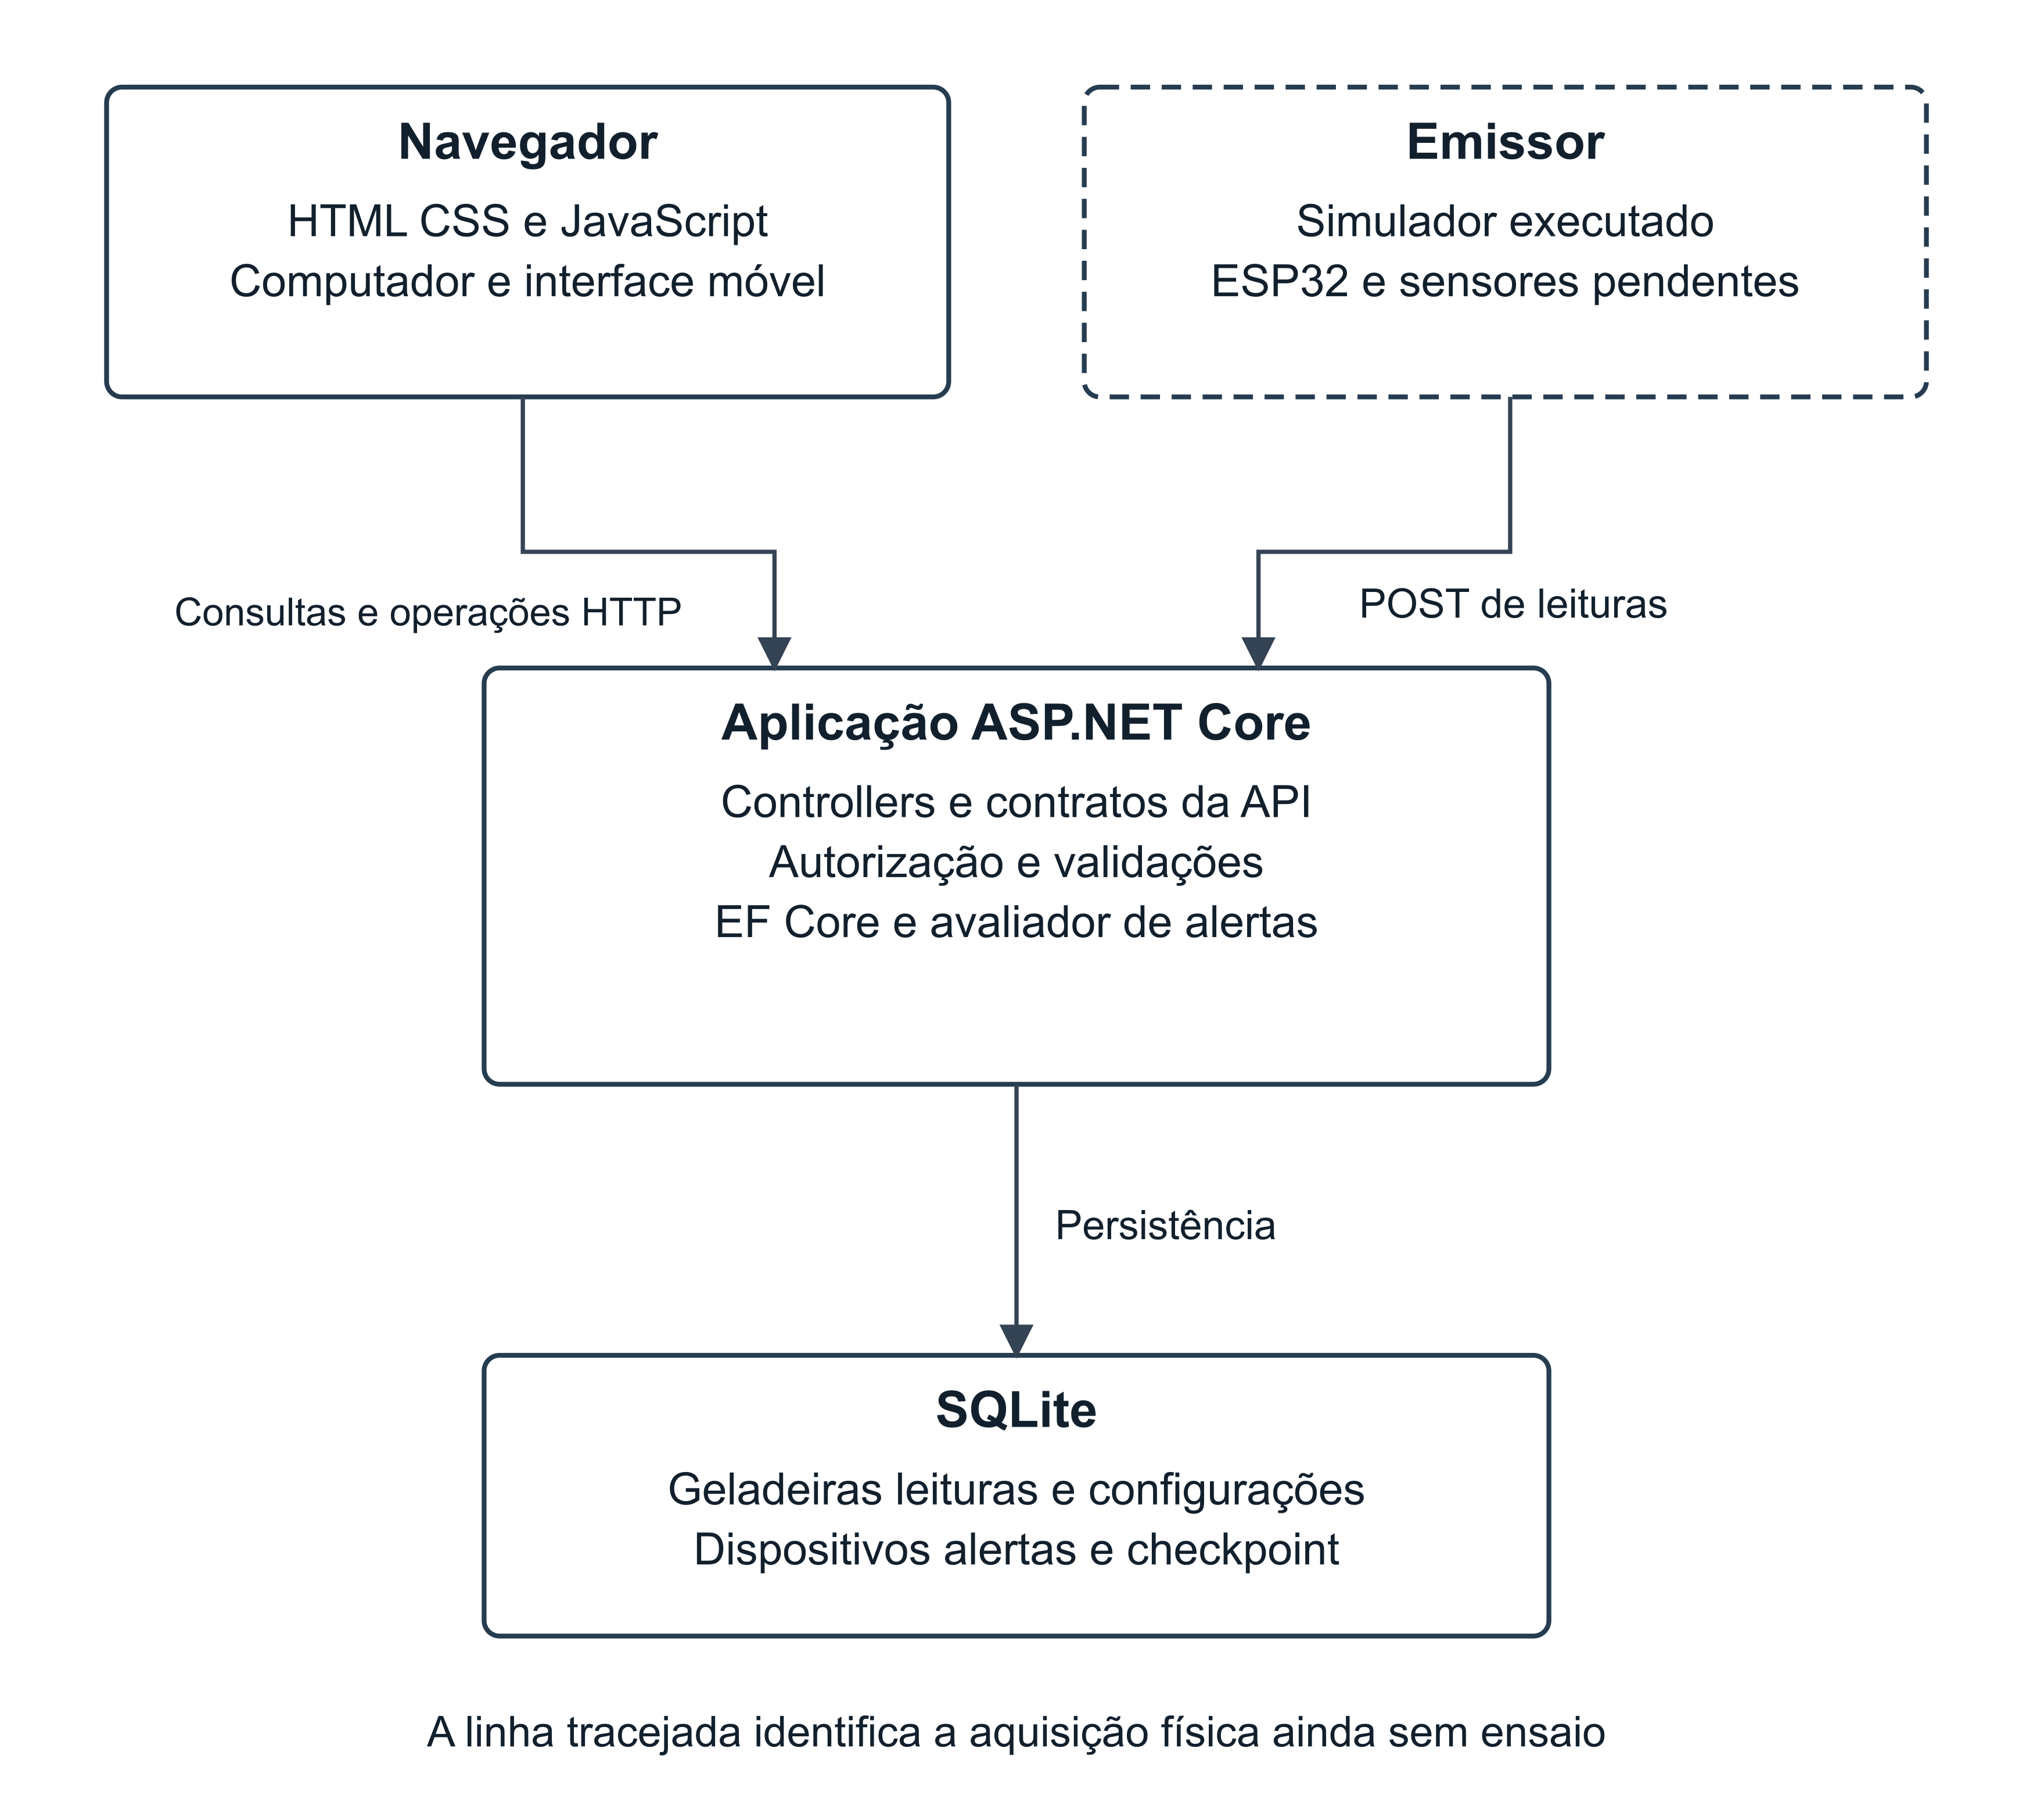 Navegador
HTML CSS e JavaScript
Computador e interface móvel
Emissor
Simulador executado
ESP32 e sensores pendentes
Consultas e operações HTTP
POST de leituras
Aplicação ASP.NET Core
Controllers e contratos da API
Autorização e validações
EF Core e avaliador de alertas
Persistência
SQLite
Geladeiras leituras e configurações
Dispositivos alertas e checkpoint
A linha tracejada identifica a aquisição física ainda sem ensaio